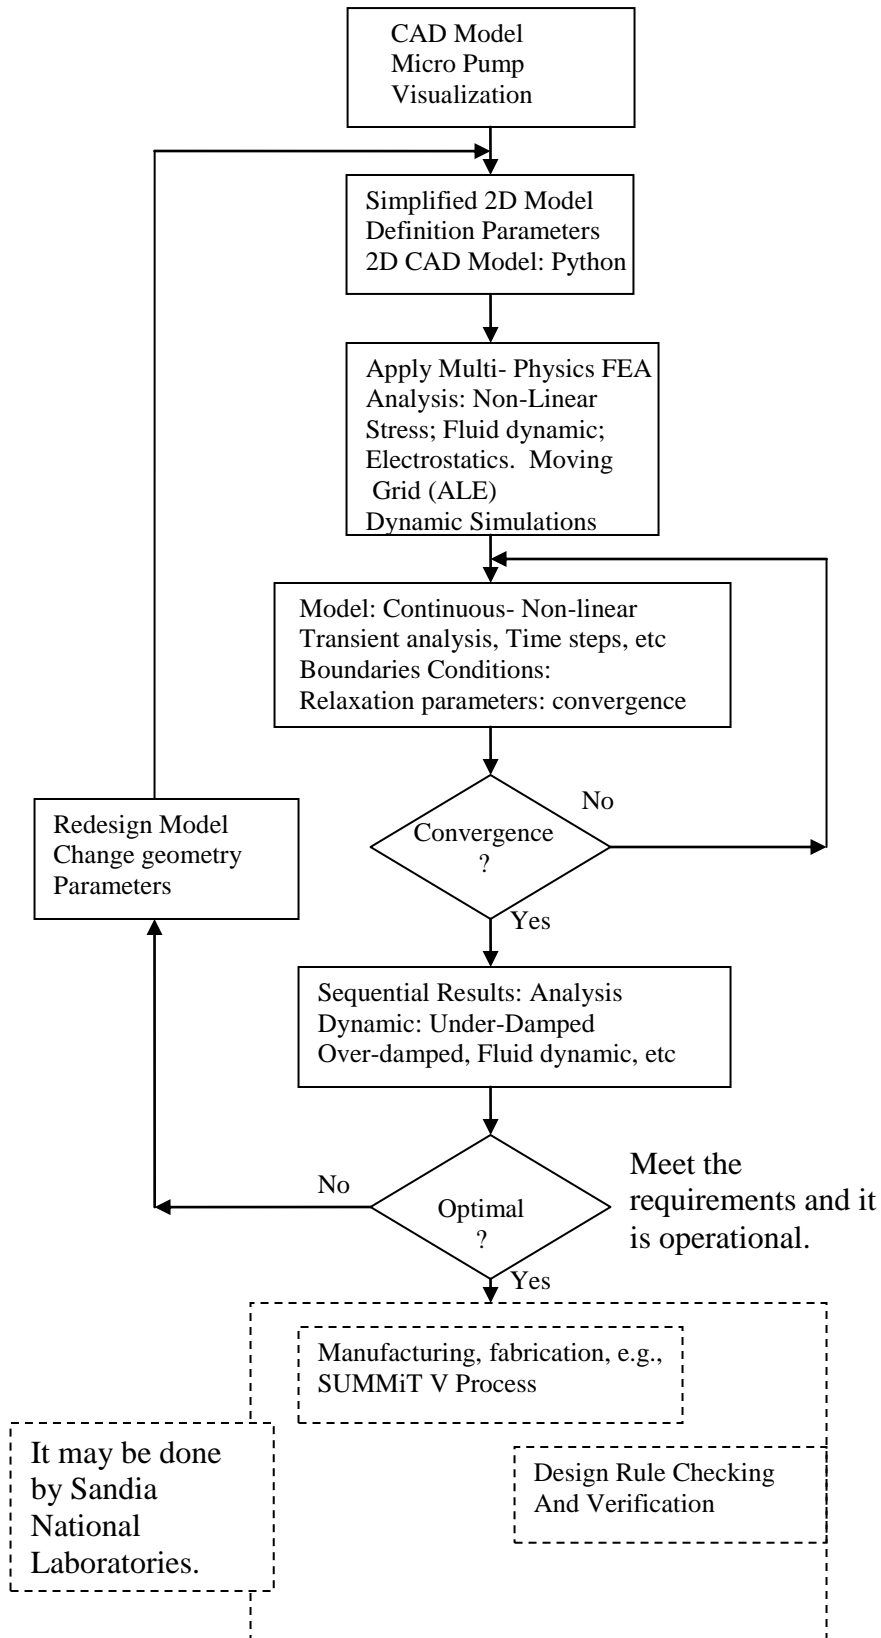 CAD Model
Micro Pump
Visualization
Simplified 2D Model
Definition Parameters
2D CAD Model: Python
Apply Multi- Physics FEA
Analysis: Non-Linear
Stress; Fluid dynamic;
Electrostatics.  Moving
Grid (ALE)
Dynamic Simulations
Model: Continuous- Non-linear
Transient analysis, Time steps, etc
Boundaries Conditions:
Relaxation parameters: convergence
No
Convergence
?
Yes
Redesign Model
Change geometry
Parameters
Sequential Results: Analysis
Dynamic: Under-Damped
Over-damped, Fluid dynamic, etc
No
Optimal
?
Yes
Meet the
requirements and it
is operational.
Manufacturing, fabrication, e.g.,
SUMMiT V Process
It may be done
by Sandia
National
Laboratories.
Design Rule Checking
And Verification